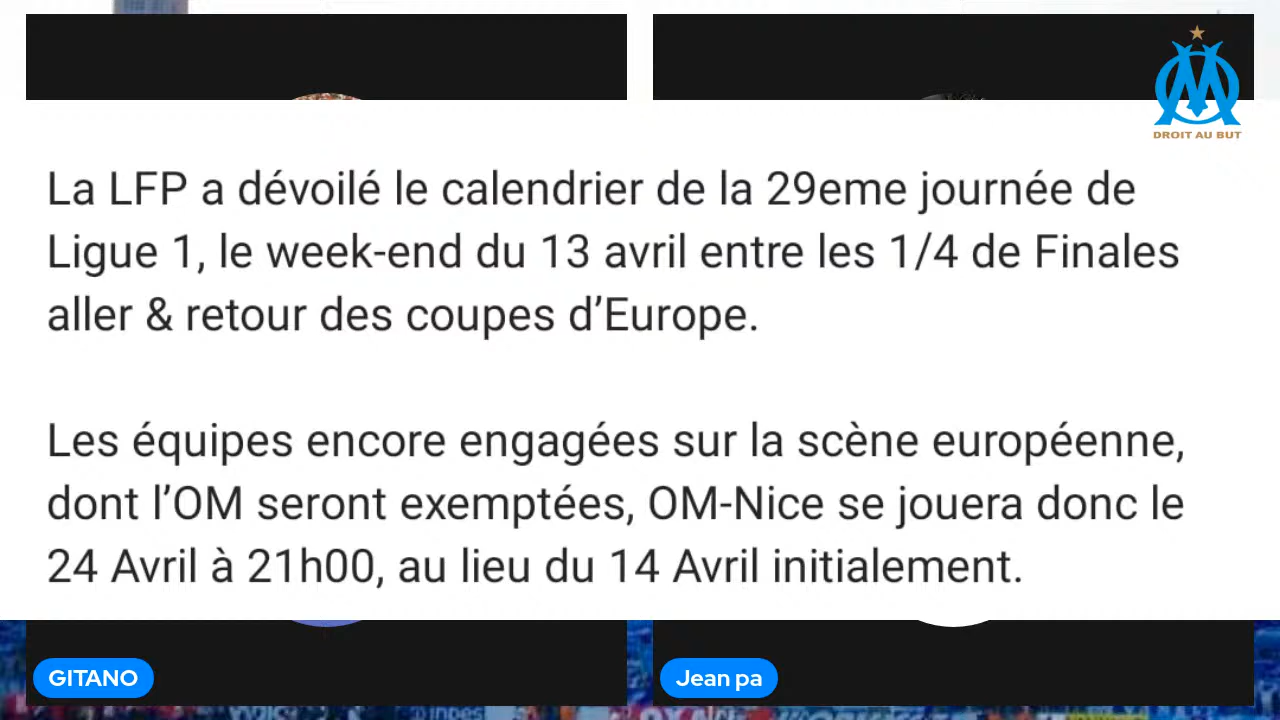 DROIT AU BUT
La LFP a dévoilé le calendrier de la 29eme journée de
Ligue 1, le week-end du 13 avril entre les 1/4 de Finales
aller & retour des coupes d’Europe.
Les équipes encore engagées sur la scène européenne,
dont l’OM seront exemptées, OM-Nice se jouera donc le
24 Avril à 21h00, au lieu du 14 Avril initialement.
GITANO
Jean pa